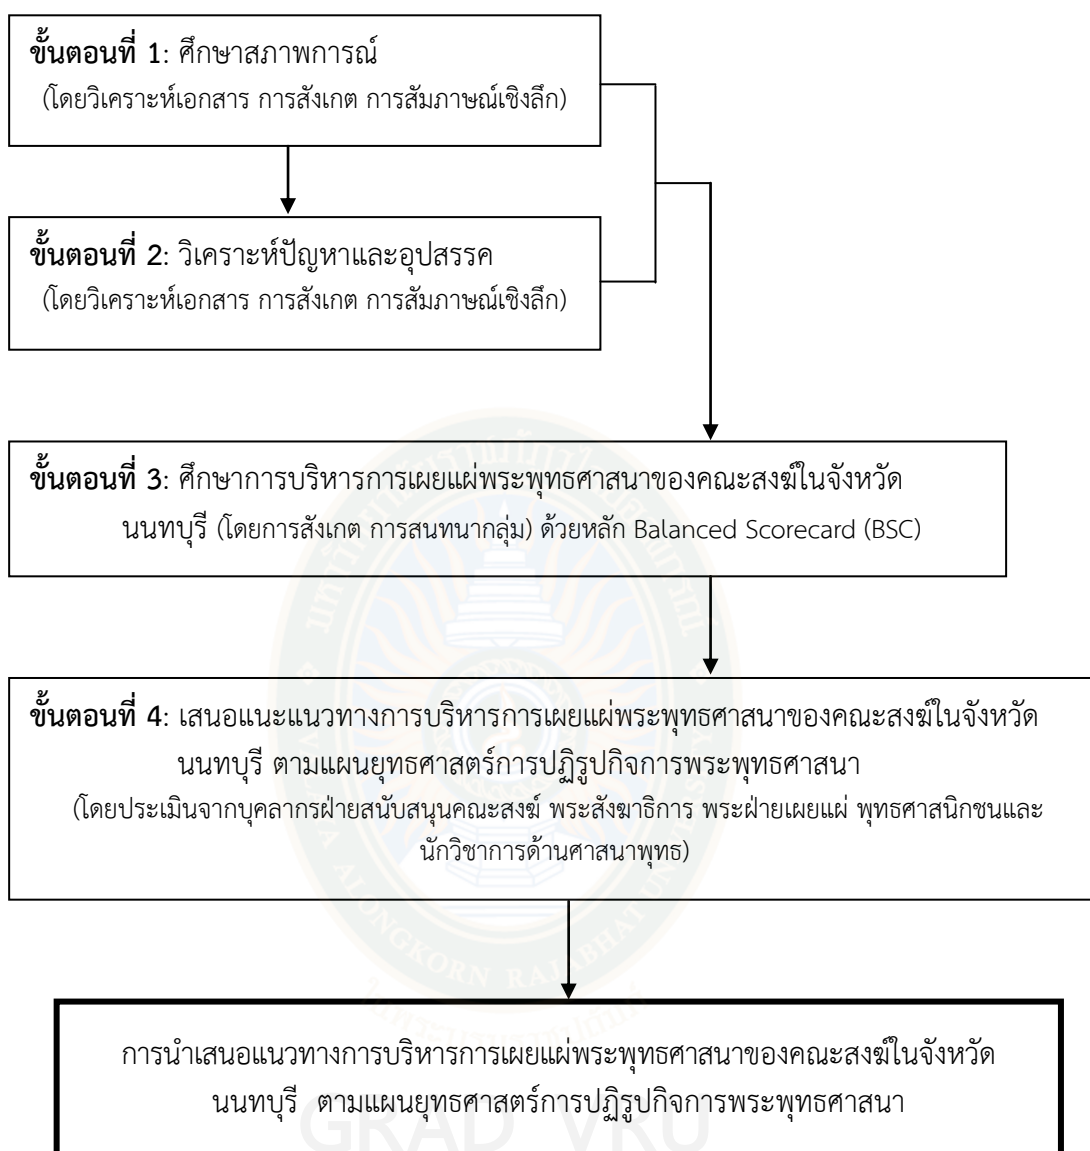 ขั้นตอนที่ 1: ศึกษาสภาพการณ์
(โดยวิเคราะห์เอกสาร การสังเกต การสัมภาษณ์เชิงลึก)
ขั้นตอนที่ 2: วิเคราะห์ปัญหาและอุปสรรค
(โดยวิเคราะห์เอกสาร การสังเกต การสัมภาษณ์เชิงลึก)
ขั้นตอนที่ 3: ศึกษาการบริหารการเผยแผ่พระพุทธศาสนาของคณะสงฆ์ในจังหวัด
นนทบุรี (โดยการสังเกต การสนทนากลุ่ม) ด้วยหลัก Balanced Scorecard (BSC)
ขั้นตอนที่ 4: เสนอแนะแนวทางการบริหารการเผยแผ่พระพุทธศาสนาของคณะสงฆ์ในจังหวัด
นนทบุรี ตามแผนยุทธศาสตร์การปฏิรูปกิจการพระพุทธศาสนา
(โดยประเมินจากบุคลากรฝ่ายสนับสนุนคณะสงฆ์ พระสังฆาธิการ พระฝ่ายเผยแผ่ พุทธศาสนิกชนและ
นักวิชาการด้านศาสนาพุทธ)
การนำเสนอแนวทางการบริหารการเผยแผ่พระพุทธศาสนาของคณะสงฆ์ในจังหวัด
นนทบุรี ตามแผนยุทธศาสตร์การปฏิรูปกิจการพระพุทธศาสนา
GRAD VRU